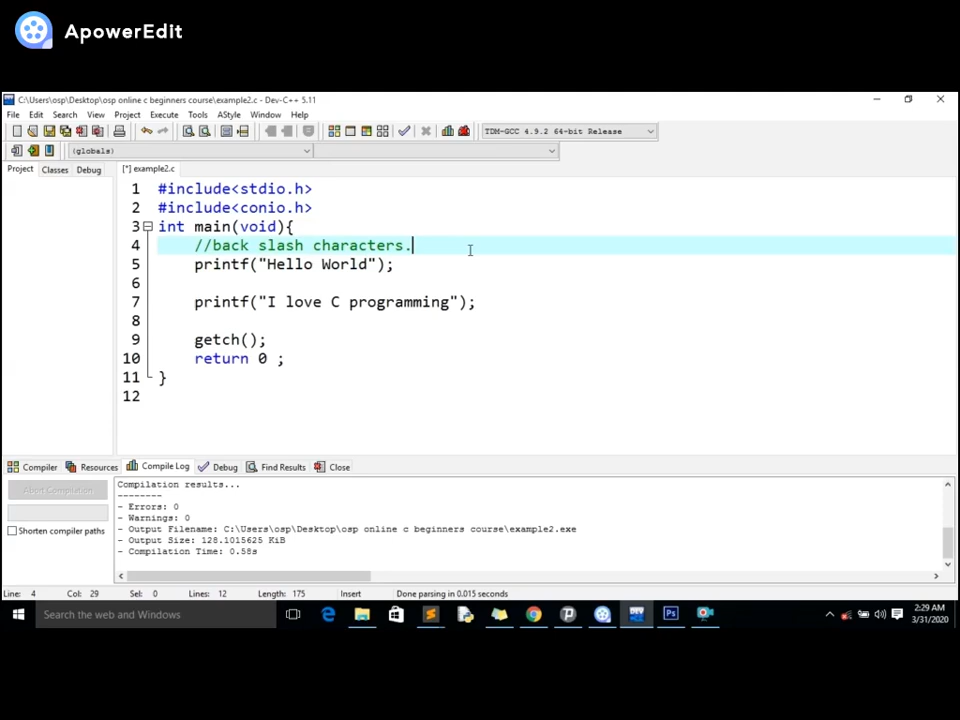 ApowerEdit
C:\Users\osp\Desktop\osp online c beginners course\example2.c - Dev-C++ 5.11
File Edit Search View Project Execute Tools AStyle Window Help
TDM-GCC 4.9.2 64-bit Release
(globals)
Project Classes Debug
[*] example2.c
1 #include<stdio.h>
2 #include<conio.h>
3 int main(void){
4 //back slash characters.
5 printf("Hello World");
6
7 printf("I love C programming");
8
9 getch();
10 return 0 ;
11 }
12
Compiler Resources Compile Log Debug Find Results Close
Abort Compilation
Shorten compiler paths
Compilation results...
--------
- Errors: 0
- Warnings: 0
- Output Filename: C:\Users\osp\Desktop\osp online c beginners course\example2.exe
- Output Size: 128.1015625 KiB
- Compilation Time: 0.58s
Line: 4 Col: 29 Sel: 0 Lines: 12 Length: 175 Insert Done parsing in 0.015 seconds
Search the web and Windows
DEV
Ps
2:29 AM
3/31/2020